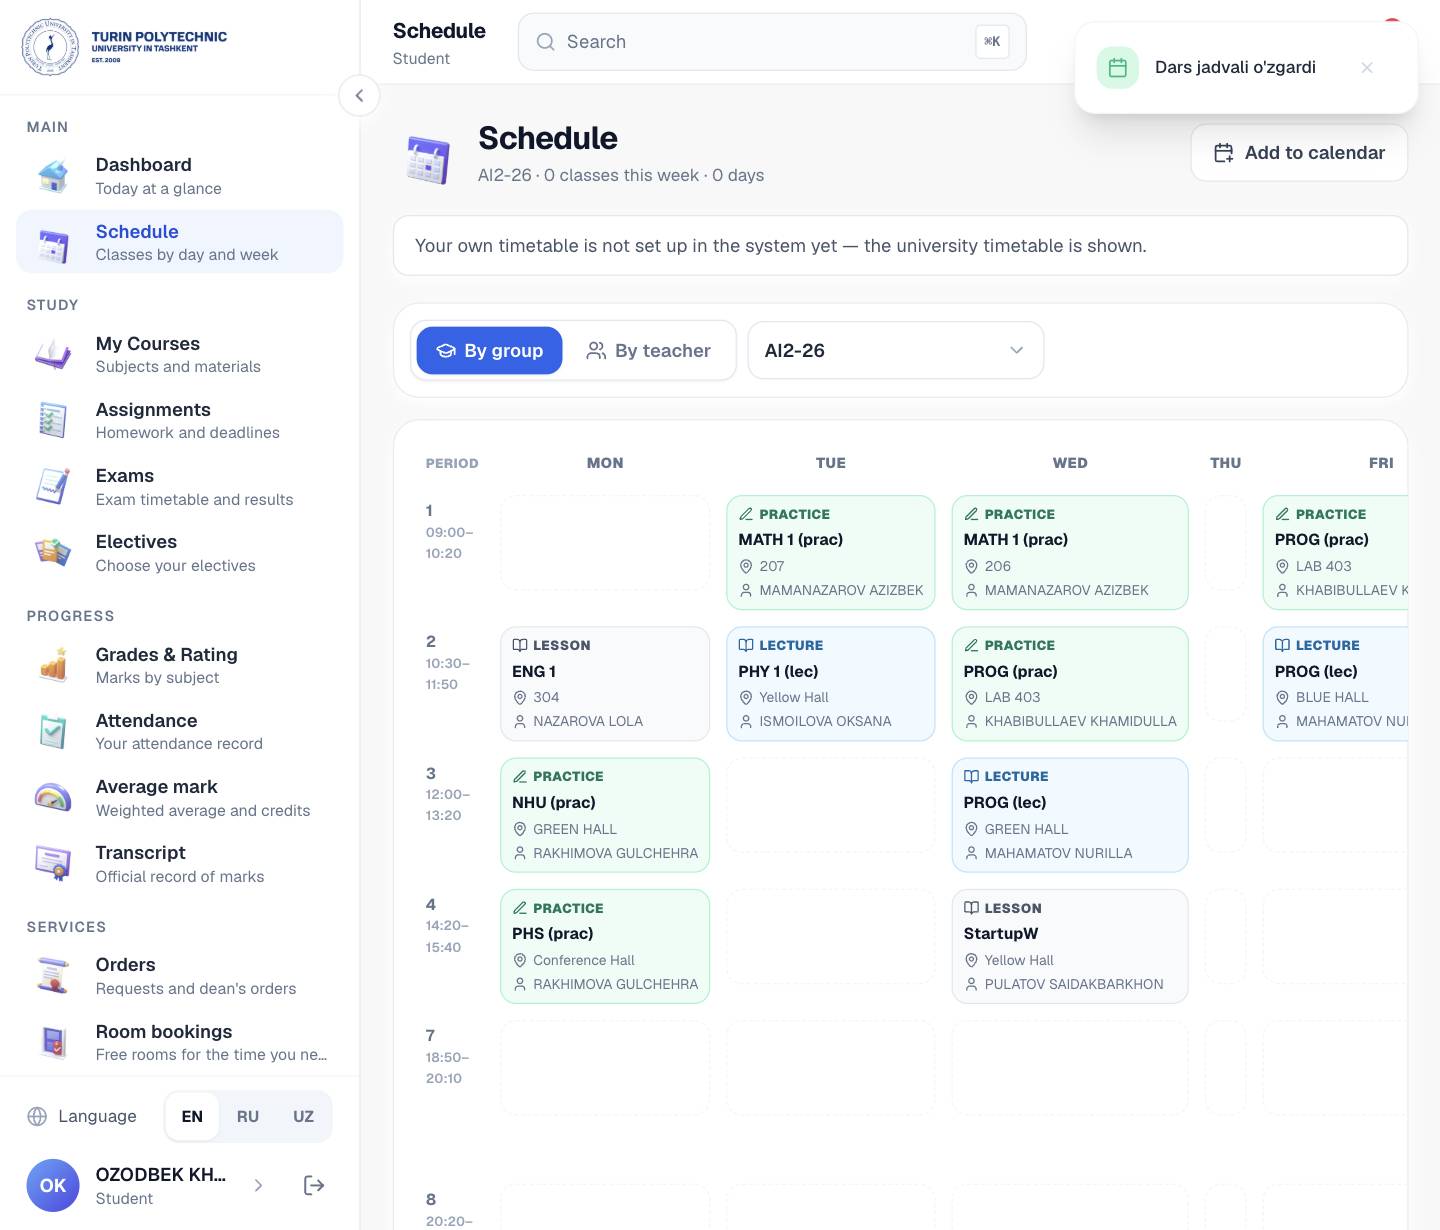 TURIN POLYTECHNIC
UNIVERSITY IN TASHKENT
EST. 2009
MAIN
Dashboard
Today at a glance
Schedule
Classes by day and week
STUDY
My Courses
Subjects and materials
Assignments
Homework and deadlines
Exams
Exam timetable and results
Electives
Choose your electives
PROGRESS
Grades & Rating
Marks by subject
Attendance
Your attendance record
Average mark
Weighted average and credits
Transcript
Official record of marks
SERVICES
Orders
Requests and dean's orders
Room bookings
Free rooms for the time you ne...
Language EN RU UZ
OK OZODBEK KH...
Student
Schedule
Student
Search ⌘K
Dars jadvali o'zgardi
Schedule
AI2-26 · 0 classes this week · 0 days
Add to calendar
Your own timetable is not set up in the system yet — the university timetable is shown.
By group By teacher AI2-26
PERIOD MON TUE WED THU FRI
1
09:00–
10:20
PRACTICE
MATH 1 (prac)
207
MAMANAZAROV AZIZBEK
PRACTICE
MATH 1 (prac)
206
MAMANAZAROV AZIZBEK
PRACTICE
PROG (prac)
LAB 403
KHABIBULLAEV K
2
10:30–
11:50
LESSON
ENG 1
304
NAZAROVA LOLA
LECTURE
PHY 1 (lec)
Yellow Hall
ISMOILOVA OKSANA
PRACTICE
PROG (prac)
LAB 403
KHABIBULLAEV KHAMIDULLA
LECTURE
PROG (lec)
BLUE HALL
MAHAMATOV NU
3
12:00–
13:20
PRACTICE
NHU (prac)
GREEN HALL
RAKHIMOVA GULCHEHRA
LECTURE
PROG (lec)
GREEN HALL
MAHAMATOV NURILLA
4
14:20–
15:40
PRACTICE
PHS (prac)
Conference Hall
RAKHIMOVA GULCHEHRA
LESSON
StartupW
Yellow Hall
PULATOV SAIDAKBARKHON
7
18:50–
20:10
8
20:20–